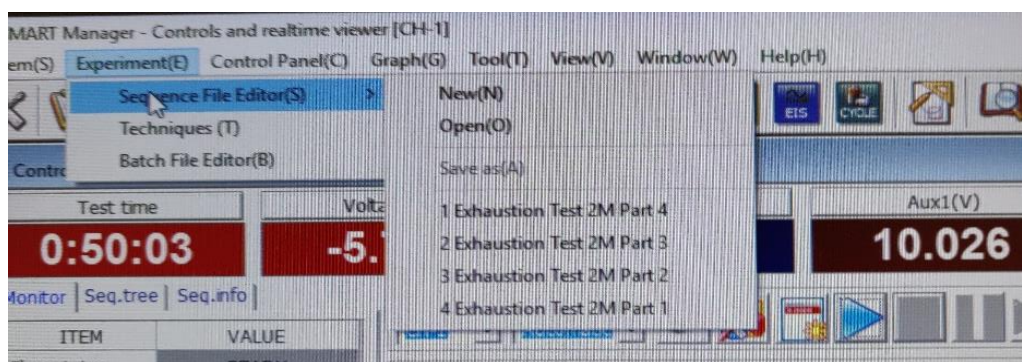 MART Manager - Controls and realtime viewer [CH-1]
em(S) Experiment(E) Control Panel(C) Graph(G) Tool(T) View(V) Window(W) Help(H)
Sequence File Editor(S) > New(N)
Techniques (T) Open(O)
Batch File Editor(B) Save as(A)
EIS CYCLE
Contro
Test time Volta Aux1(V)
0:50:03 -5. 10.026
1 Exhaustion Test 2M Part 4
2 Exhaustion Test 2M Part 3
3 Exhaustion Test 2M Part 2
4 Exhaustion Test 2M Part 1
Monitor Seq.tree Seq.info
ITEM VALUE